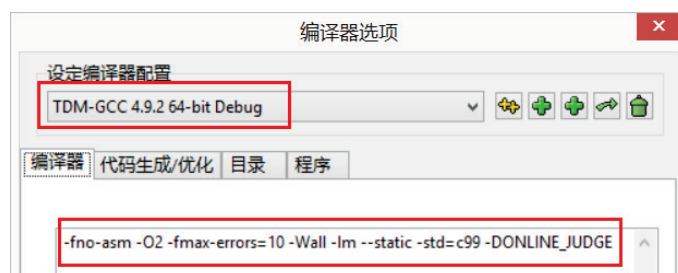 编译器选项
设定编译器配置
TDM-GCC 4.9.2 64-bit Debug
编译器 代码生成/优化 目录 程序
-fno-asm -O2 -fmax-errors=10 -Wall -lm --static -std=c99 -DONLINE_JUDGE